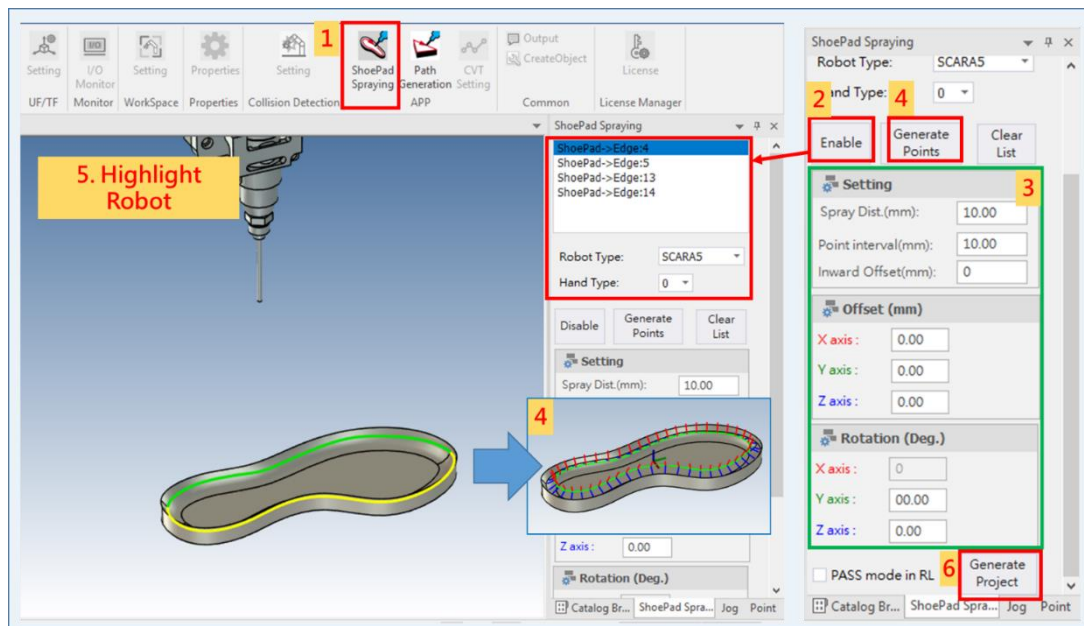 1
Setting
I/O
Monitor
Setting
Properties
Setting
ShoePad
Spraying
Path
Generation
CVT
Setting
Output
CreateObject
License
UF/TF
Monitor
WorkSpace
Properties
Collision Detection
APP
Common
License Manager
5. Highlight
Robot
ShoePad Spraying
ShoePad->Edge:4
ShoePad->Edge:5
ShoePad->Edge:13
ShoePad->Edge:14
Robot Type: SCARA5
Hand Type: 0
Disable
Generate
Points
Clear
List
Setting
Spray Dist.(mm): 10.00
4
Z axis : 0.00
Rotation (Deg.)
Catalog Br... ShoePad Spra... Jog Point
ShoePad Spraying
Robot Type: SCARA5
2
4
and Type: 0
Enable
Generate
Points
Clear
List
Setting
3
Spray Dist.(mm): 10.00
Point interval(mm): 10.00
Inward Offset(mm): 0
Offset (mm)
X axis : 0.00
Y axis : 0.00
Z axis : 0.00
Rotation (Deg.)
X axis : 0
Y axis : 00.00
Z axis : 0.00
PASS mode in RL
6
Generate
Project
Catalog Br... ShoePad Spra... Jog Point